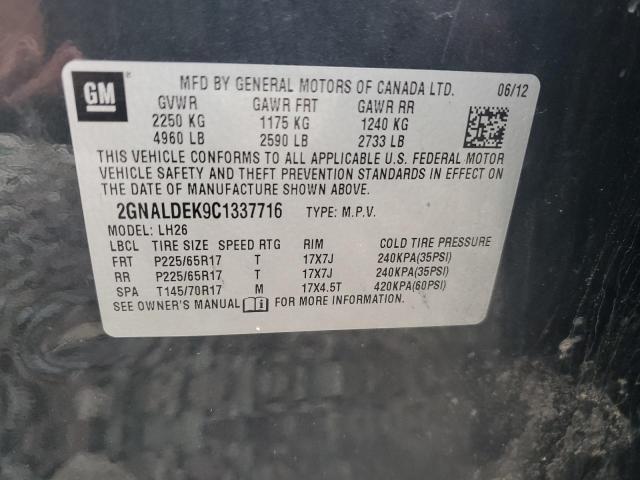 GM
MFD BY GENERAL MOTORS OF CANADA LTD. 06/12
GVWR GAWR FRT GAWR RR
2250 KG 1175 KG 1240 KG
4960 LB 2590 LB 2733 LB
THIS VEHICLE CONFORMS TO ALL APPLICABLE U.S. FEDERAL MOTOR
VEHICLE SAFETY AND THEFT PREVENTION STANDARDS IN EFFECT ON
THE DATE OF MANUFACTURE SHOWN ABOVE.
2GNALDEK9C1337716 TYPE: M.P.V.
MODEL: LH26
LBCL TIRE SIZE SPEED RTG RIM COLD TIRE PRESSURE
FRT P225/65R17 T 17X7J 240KPA(35PSI)
RR P225/65R17 T 17X7J 240KPA(35PSI)
SPA T145/70R17 M 17X4.5T 420KPA(60PSI)
SEE OWNER'S MANUAL FOR MORE INFORMATION.